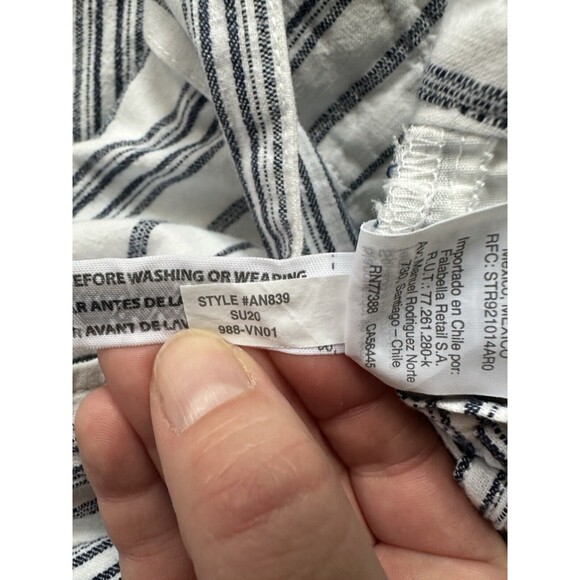 BEFORE WASHING OR WEARING
AR ANTES DE LA
R AVANT DE LAV
STYLE #AN839
SU20
988-VN01
RN77388 CA56445
Importado en Chile por:
Falabella Retail S.A.
R.U.T.: 77.261.280-k
Av. Manuel Rodriguez Norte
730, Santiago - Chile
MEXICO, MEXICO
RFC: STR921014AR0